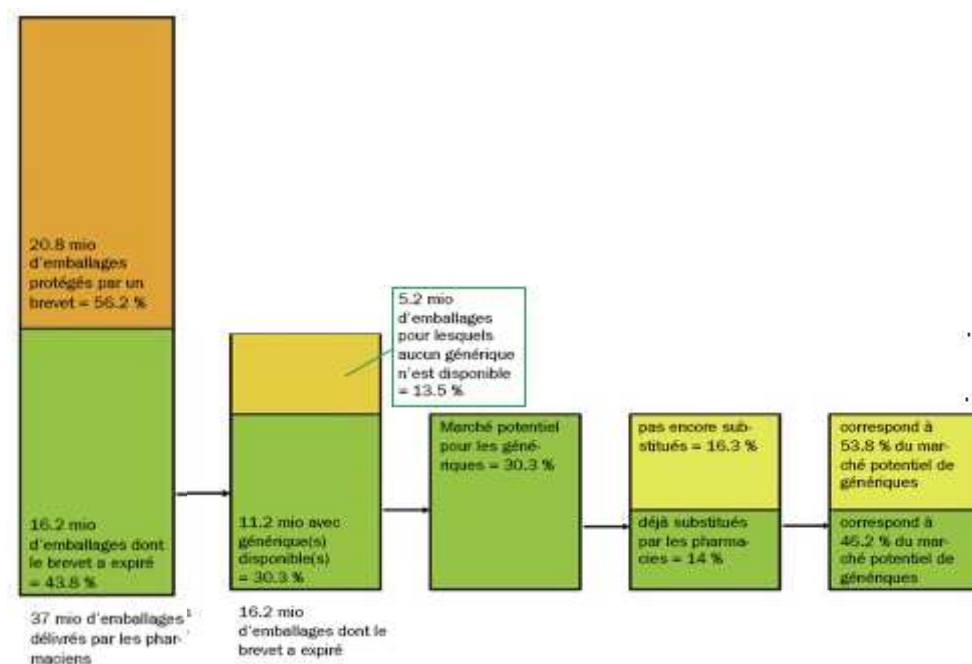 20.8 mio
d'emballages
protégés par un
brevet = 56.2 %
16.2 mio
d'emballages dont
le brevet a expiré
= 43.8 %
37 mio d'emballages 1
délivrés par les phar-
maciens
5.2 mio
d'emballages
pour lesquels
aucun générique
n'est disponible
= 13.5 %
11.2 mio avec
générique(s)
disponible(s)
= 30.3 %
16.2 mio
d'emballages dont le
brevet a expiré
Marché potentiel
pour les géné-
riques = 30.3 %
pas encore sub-
stitués = 16.3 %
déjà substitués
par les pharma-
cies = 14 %
correspond à
53.8 % du mar-
ché potentiel de
génériques
correspond à
46.2 % du mar-
ché potentiel de
génériques